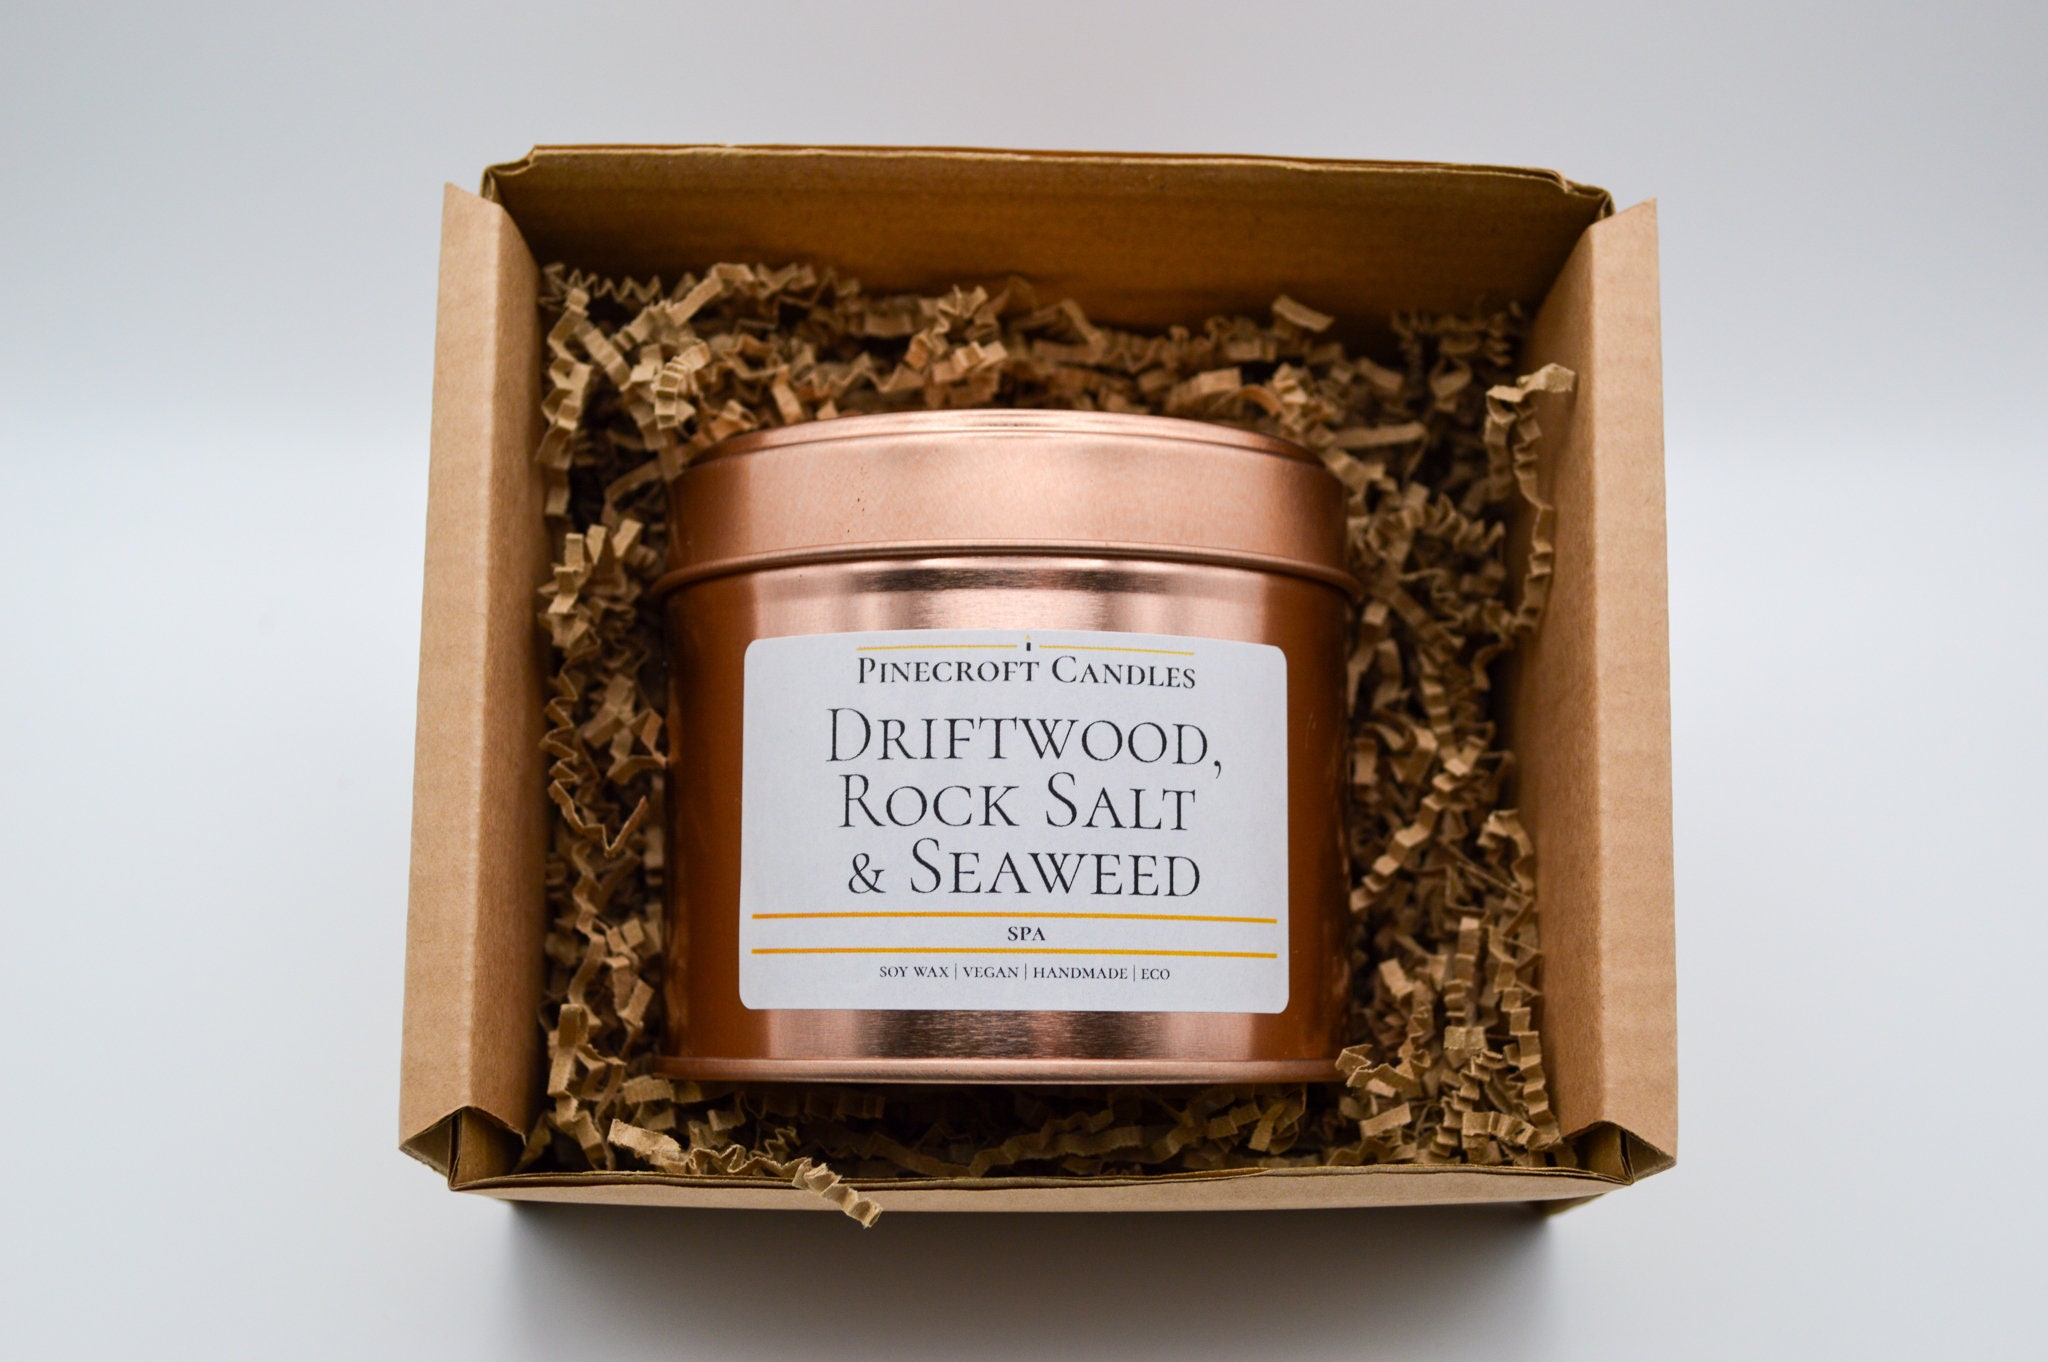 Pinecroft Candles
Driftwood,
Rock Salt
& Seaweed
SPA
SOY WAX | VEGAN | HANDMADE | ECO